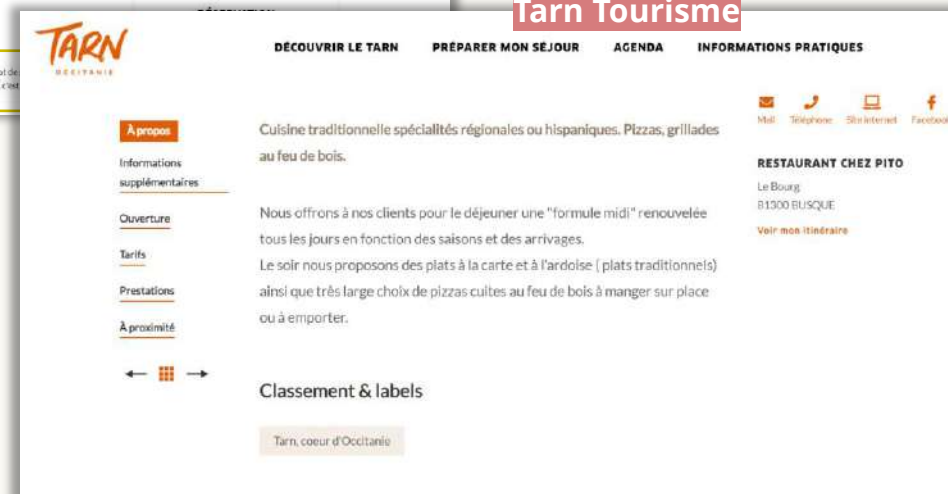 Tarn Tourisme
TARN
OCCITANIE
DÉCOUVRIR LE TARN
PRÉPARER MON SÉJOUR
AGENDA
INFORMATIONS PRATIQUES
Mail
Téléphone
Site internet
Facebook
À propos
Informations
supplémentaires
Ouverture
Tarifs
Prestations
À proximité
Cuisine traditionnelle spécialités régionales ou hispaniques. Pizzas, grillades
au feu de bois.
Nous offrons à nos clients pour le déjeuner une "formule midi" renouvelée
tous les jours en fonction des saisons et des arrivages.
Le soir nous proposons des plats à la carte et à l'ardoise ( plats traditionnels)
ainsi que très large choix de pizzas cuites au feu de bois à manger sur place
ou à emporter.
Classement & labels
Tarn, coeur d'Occitanie
RESTAURANT CHEZ PITO
Le Bourg
81300 BUSQUE
Voir mon itinéraire